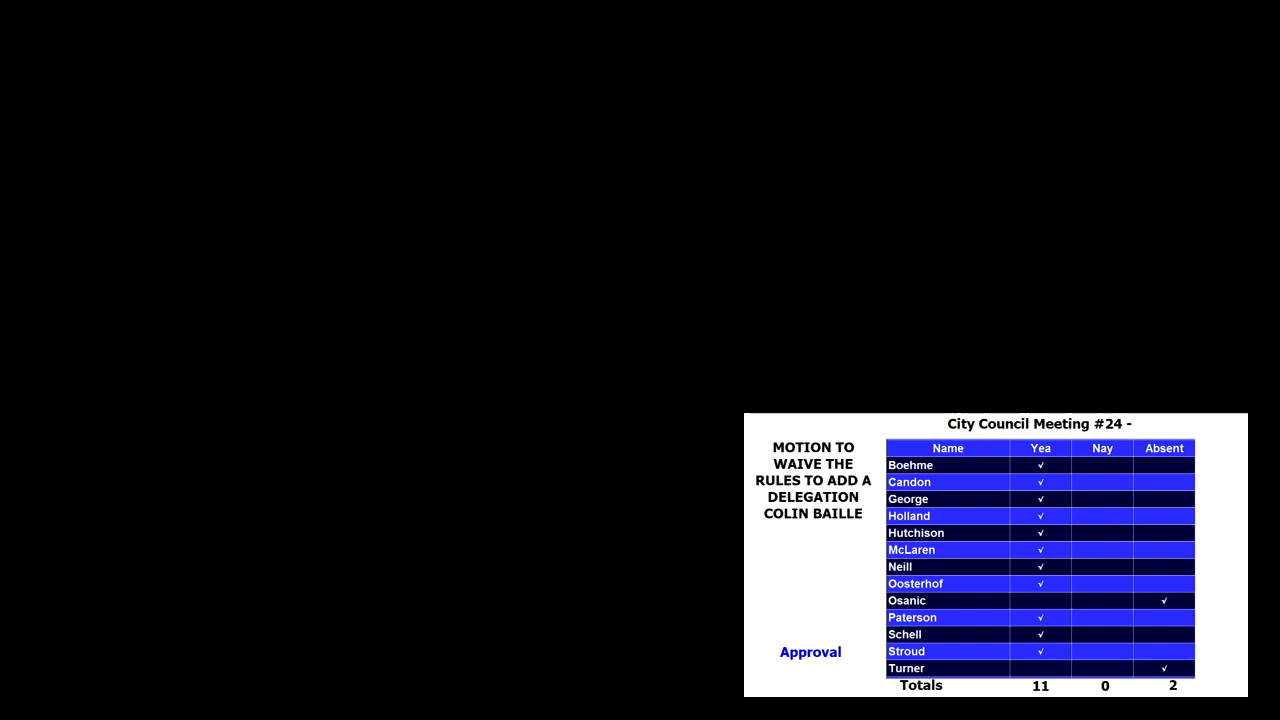 City Council Meeting #24 -
MOTION TO
WAIVE THE
RULES TO ADD A
DELEGATION
COLIN BAILLE
Approval
Name Yea Nay Absent
Boehme √
Candon √
George √
Holland √
Hutchison √
McLaren √
Neill √
Oosterhof √
Osanic √
Paterson √
Schell √
Stroud √
Turner √
Totals 11 0 2